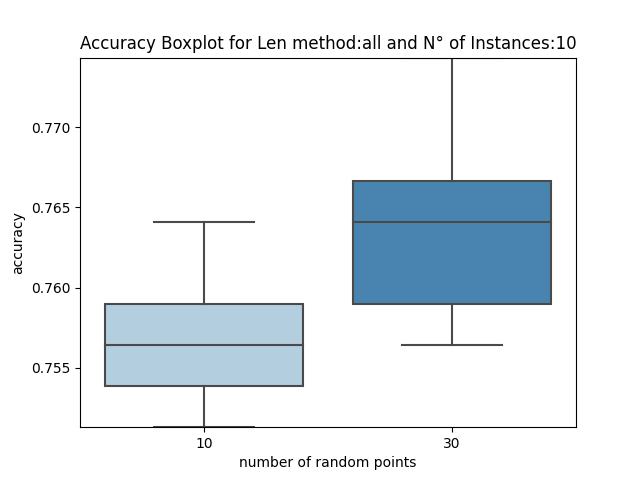 Accuracy Boxplot for Len method:all and N° of Instances:10
0.770
0.765
0.760
0.755
accuracy
10
30
number of random points